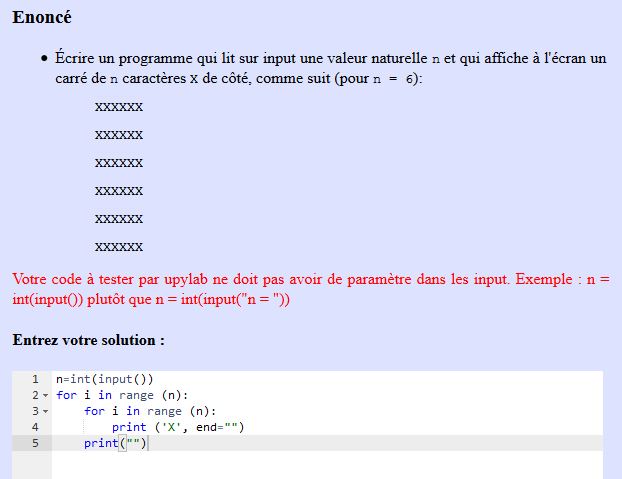 Enoncé
• Écrire un programme qui lit sur input une valeur naturelle n et qui affiche à l'écran un
carré de n caractères X de côté, comme suit (pour n = 6):
XXXXXX
XXXXXX
XXXXXX
XXXXXX
XXXXXX
XXXXXX
Votre code à tester par upylab ne doit pas avoir de paramètre dans les input. Exemple : n =
int(input()) plutôt que n = int(input("n = "))
Entrez votre solution :
1 n=int(input())
2 for i in range (n):
3     for i in range (n):
4         print ('X', end="")
5     print("")